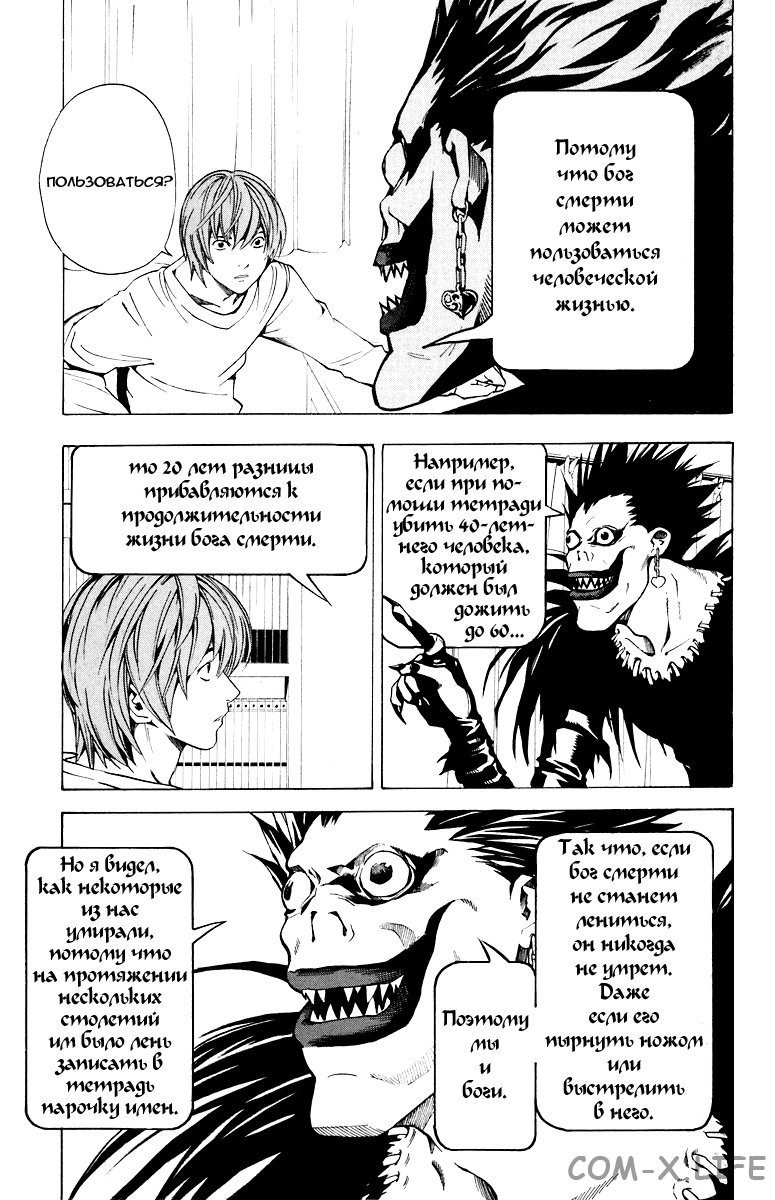 Потому
что бог
смерти
может
пользоваться
человеческой
жизнью.
ПОЛЬЗОВАТЬСЯ?
Например,
если при по-
мощи тетради
убить 40-лет-
него человека,
который
должен был
дожить
до 60...
то 20 лет разницы
прибавляются к
продолжительности
жизни бога смерти.
Так что, если
бог смерти
не станет
лениться,
он никогда
не умрет.
Даже
если его
пырнуть ножом
или
выстрелить
в него.
Поэтому
мы
и
боги.
Но я видел,
как некоторые
из нас
умирали,
потому что
на протяжении
нескольких
столетий
им было лень
записать в
тетрадь
парочку имен.
COM-X.LIFE